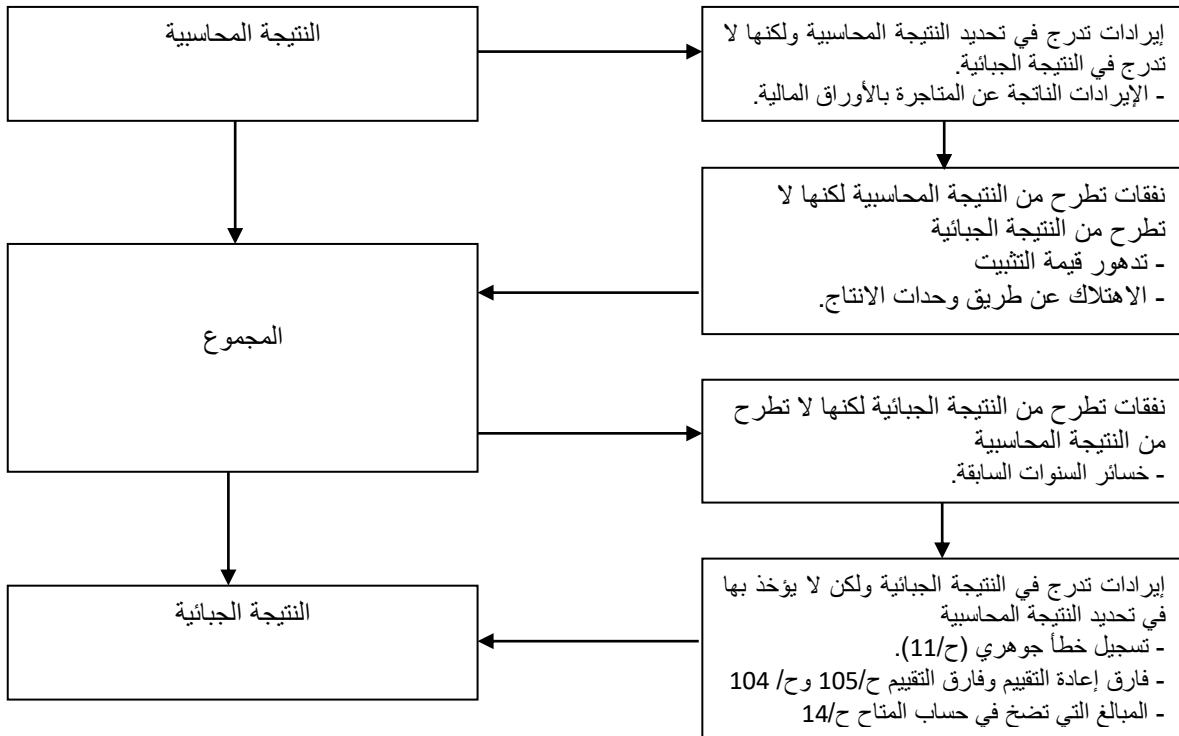 النتيجة المحاسبية
إيرادات تدرج في تحديد النتيجة المحاسبية ولكنها لا
تدرج في النتيجة الجبائية.
- الإيرادات الناتجة عن المتاجرة بالأوراق المالية.
نفقات تطرح من النتيجة المحاسبية لكنها لا
تطرح من النتيجة الجبائية
- تدهور قيمة التثبيت
- الاهتلاك عن طريق وحدات الانتاج.
المجموع
نفقات تطرح من النتيجة الجبائية لكنها لا تطرح
من النتيجة المحاسبية
- خسائر السنوات السابقة.
إيرادات تدرج في النتيجة الجبائية ولكن لا يؤخذ بها
في تحديد النتيجة المحاسبية
- تسجيل خطأ جوهري (ح/11).
- فارق إعادة التقييم وفارق التقييم ح/105 وح/ 104
- المبالغ التي تضخ في حساب المتاح ح/14
النتيجة الجبائية